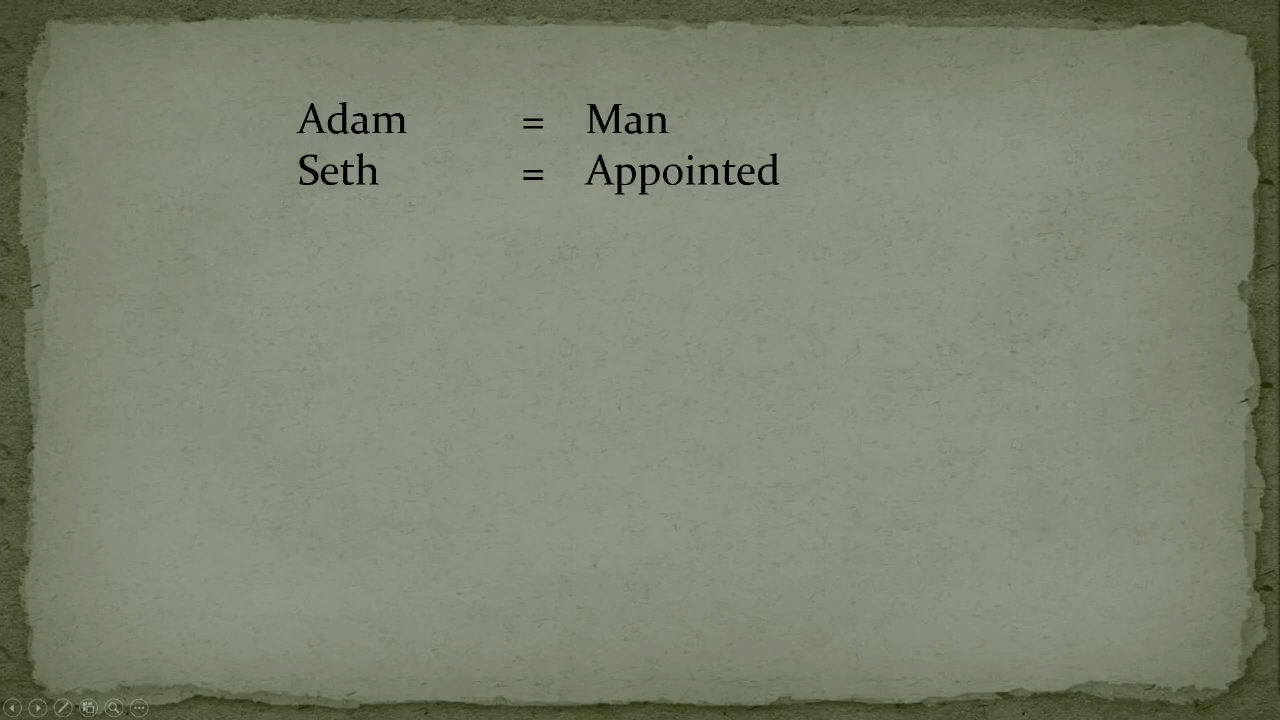 Adam = Man
Seth = Appointed